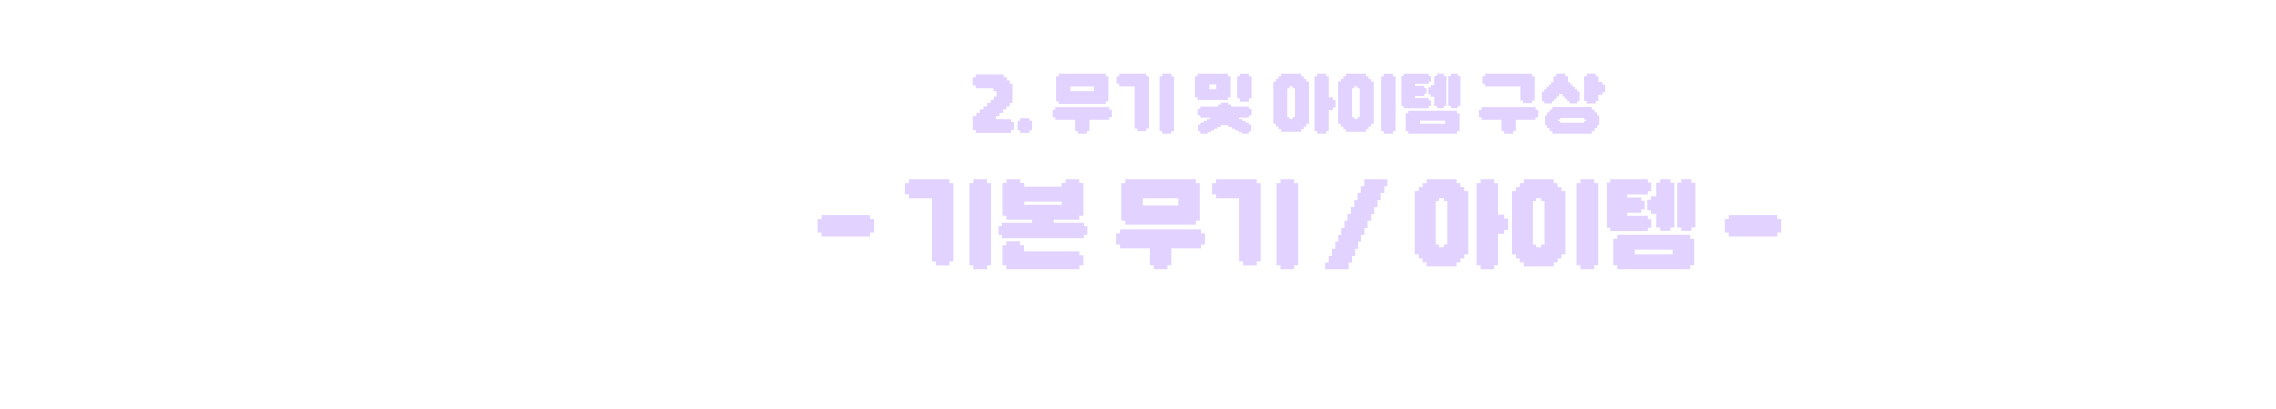 2. 무기 및 아이템 구상
- 기본 무기 / 아이템 -